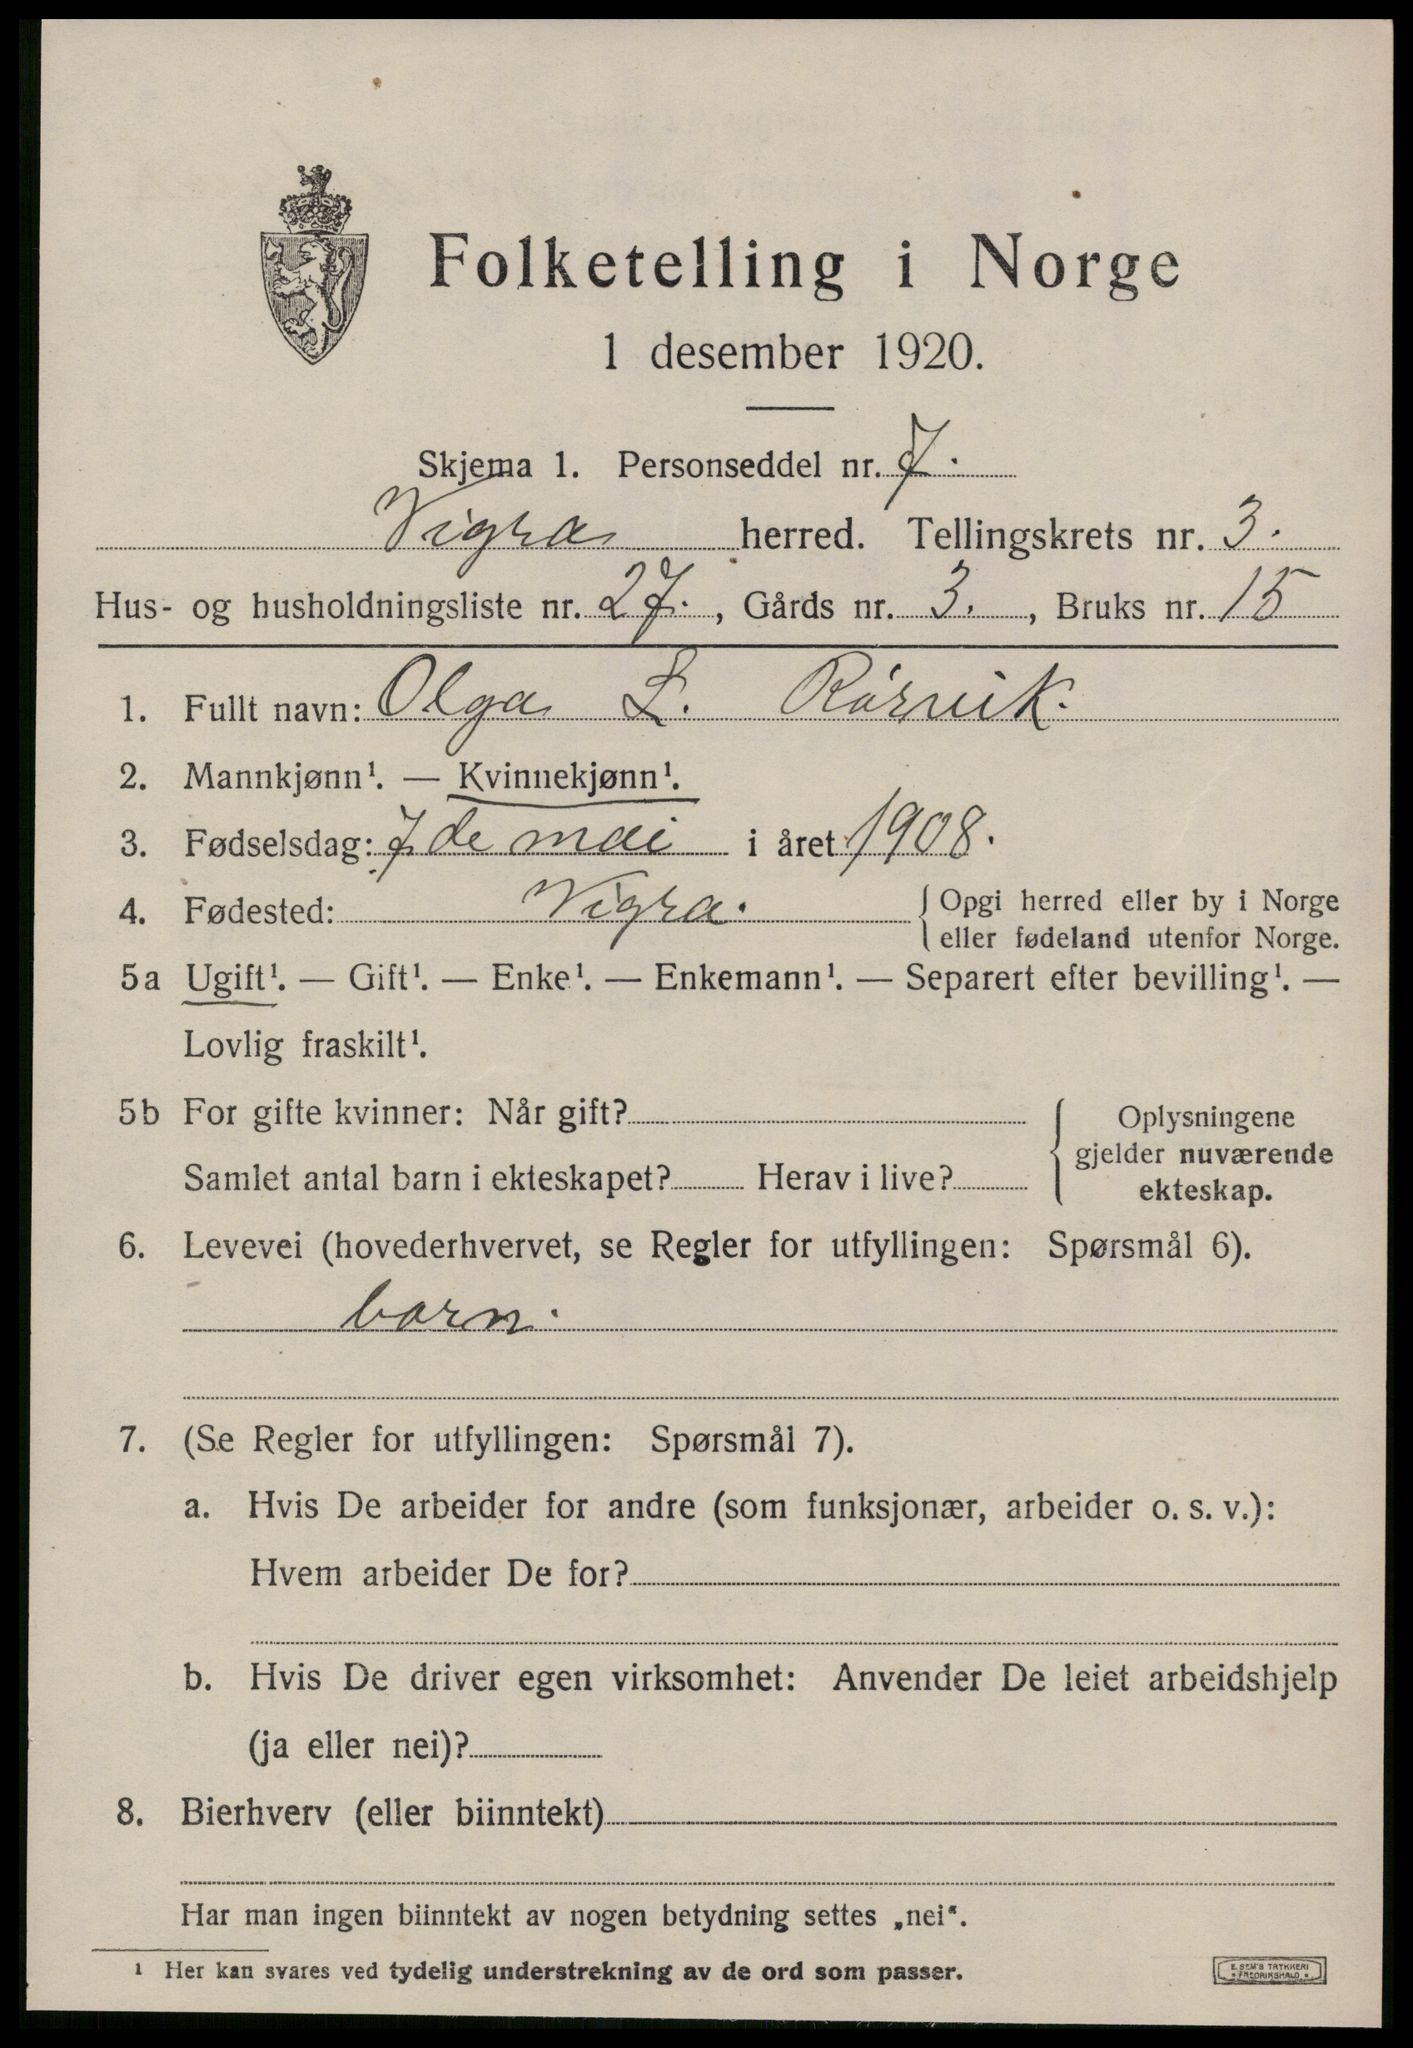 Folketelling i Norge
1 desember 1920.
Skjema 1. Personseddel nr. 7.
Vigra herred. Tellingskrets nr. 3.
Hus- og husholdningsliste nr. 27., Gårds nr. 3., Bruks nr. 15
1. Fullt navn: Olga L. Rørvik.
2. Mannkjønn¹. — Kvinnekjønn¹.
3. Fødselsdag: 7de mai i året 1908.
4. Fødested: Vigra. Opgi herred eller by i Norge
eller fødeland utenfor Norge.
5a Ugift¹. — Gift¹. — Enke¹. — Enkemann¹. — Separert efter bevilling¹. —
Lovlig fraskilt¹.
5b For gifte kvinner: Når gift? Oplysningene
gjelder nuværende
Samlet antal barn i ekteskapet? Herav i live? ekteskap.
6. Levevei (hovederhvervet, se Regler for utfyllingen: Spørsmål 6).
barn.
7. (Se Regler for utfyllingen: Spørsmål 7).
a. Hvis De arbeider for andre (som funksjonær, arbeider o. s. v.):
Hvem arbeider De for?
b. Hvis De driver egen virksomhet: Anvender De leiet arbeidshjelp
(ja eller nei)?
8. Bierhverv (eller biinntekt)
Har man ingen biinntekt av nogen betydning settes „nei“.
¹ Her kan svares ved tydelig understrekning av de ord som passer.
E. SEM'S TRYKKERI
FREDRIKSHALD